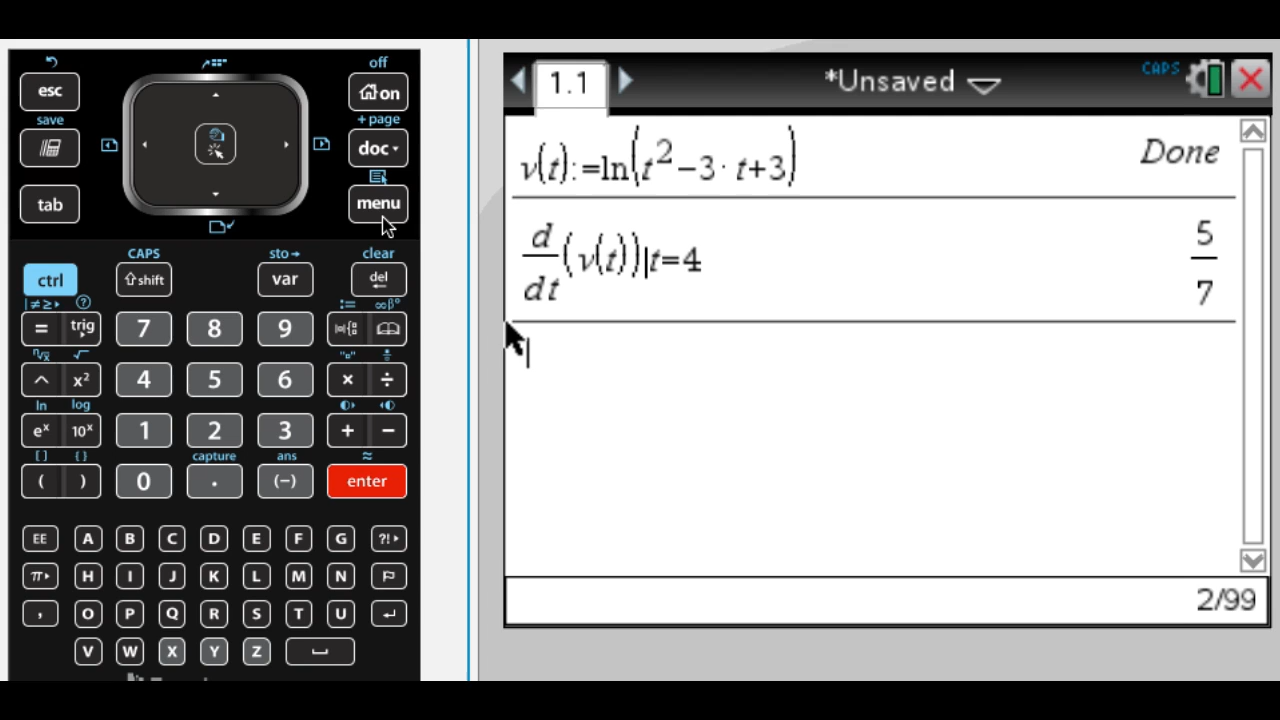 off
esc
on
save
+ page
doc
tab
menu
CAPS
sto→
clear
ctrl
⇧shift
var
del
|≠≥▸ ? := ∞β°
= trig 7 8 9
ⁿ√x √ "▫"
^ x² 4 5 6 × ÷
ln log
eˣ 10ˣ 1 2 3 + −
[ ] { } capture ans ≈
( ) 0 . (−) enter
EE A B C D E F G ?!▸
π▸ H I J K L M N
, O P Q R S T U ↵
V W X Y Z
1.1
*Unsaved
CAPS
v(t):=ln(t²−3· t+3)
Done
d/dt(v(t))|t=4
5/7
2/99